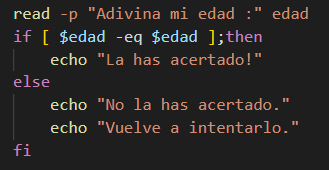 read -p "Adivina mi edad :" edad
if [ $edad -eq $edad ];then
    echo "La has acertado!"
else
    echo "No la has acertado."
    echo "Vuelve a intentarlo."
fi